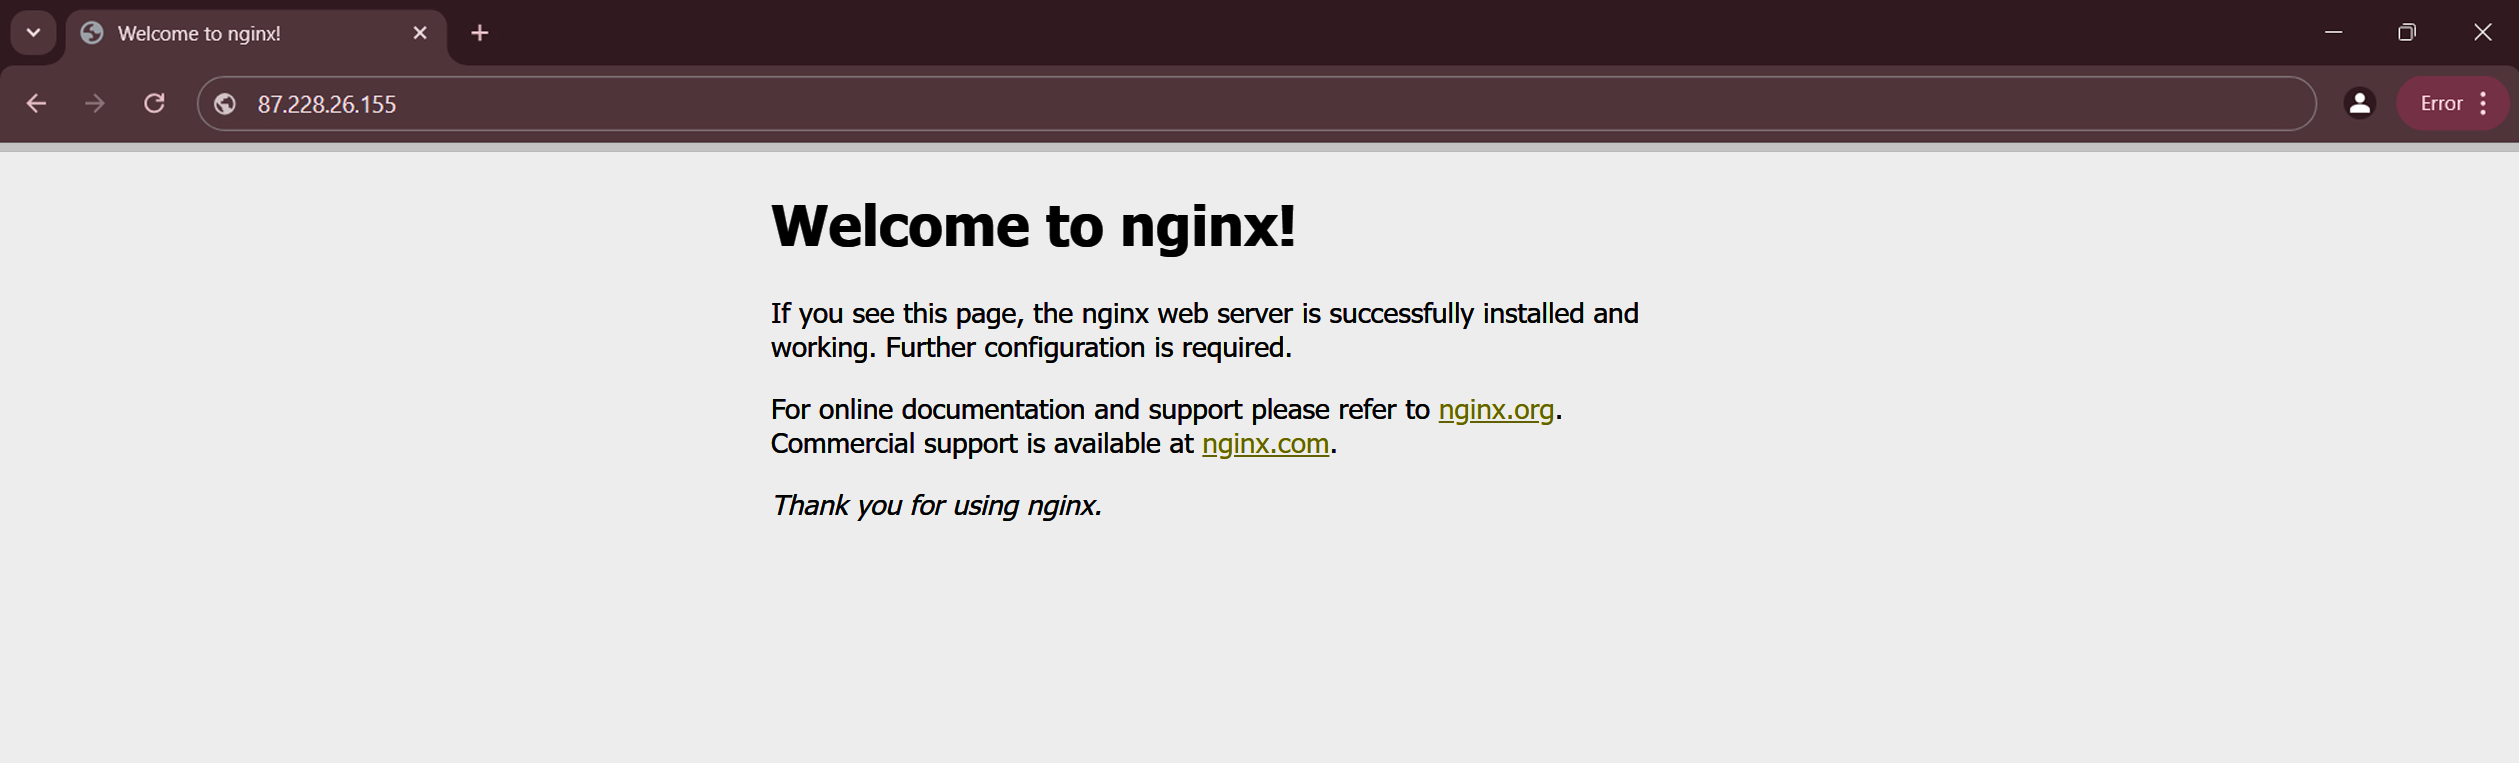 Welcome to nginx!
87.228.26.155
Error
Welcome to nginx!
If you see this page, the nginx web server is successfully installed and
working. Further configuration is required.
For online documentation and support please refer to nginx.org.
Commercial support is available at nginx.com.
Thank you for using nginx.